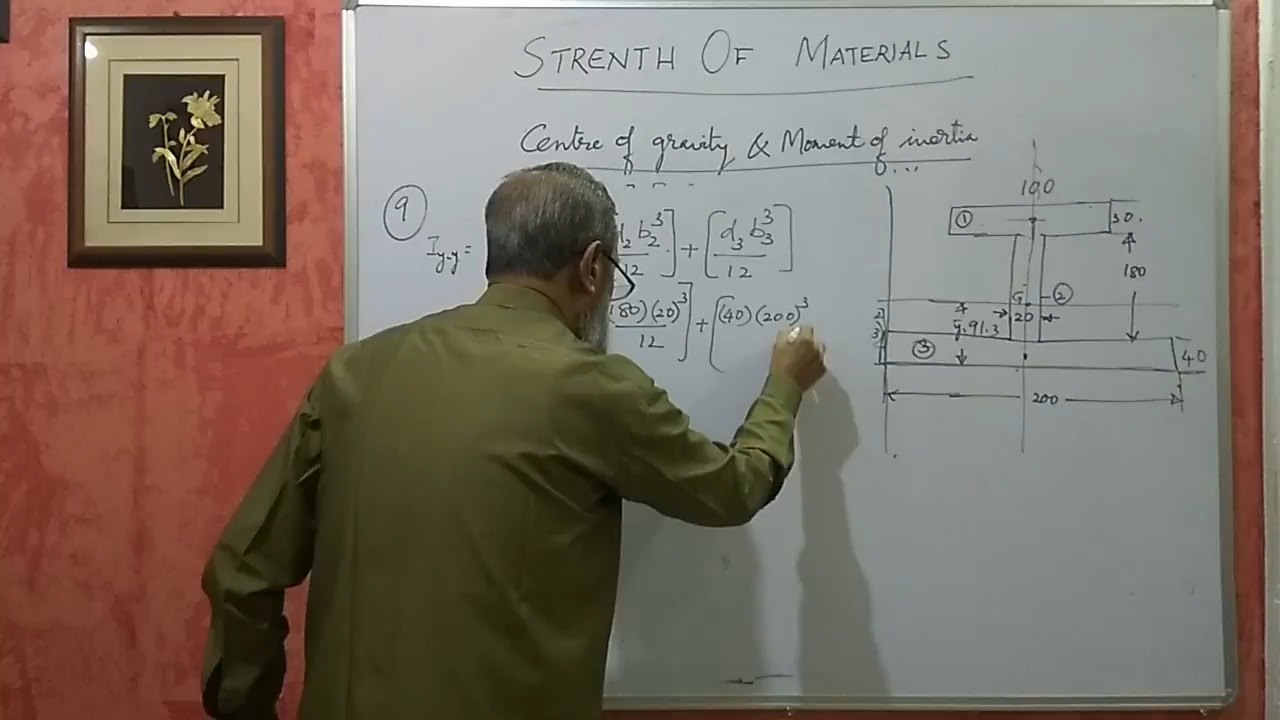 STRENTH OF MATERIALS
Centre of gravity & Moment of inertia
...
9
Iy.y = d₂ b₂³] + [d₃ b₃³]
12 12
180)(20)³] + [(40)(200)³
12
100
① 30.
180
G ②
20
ȳ.91.3
③ 40
200